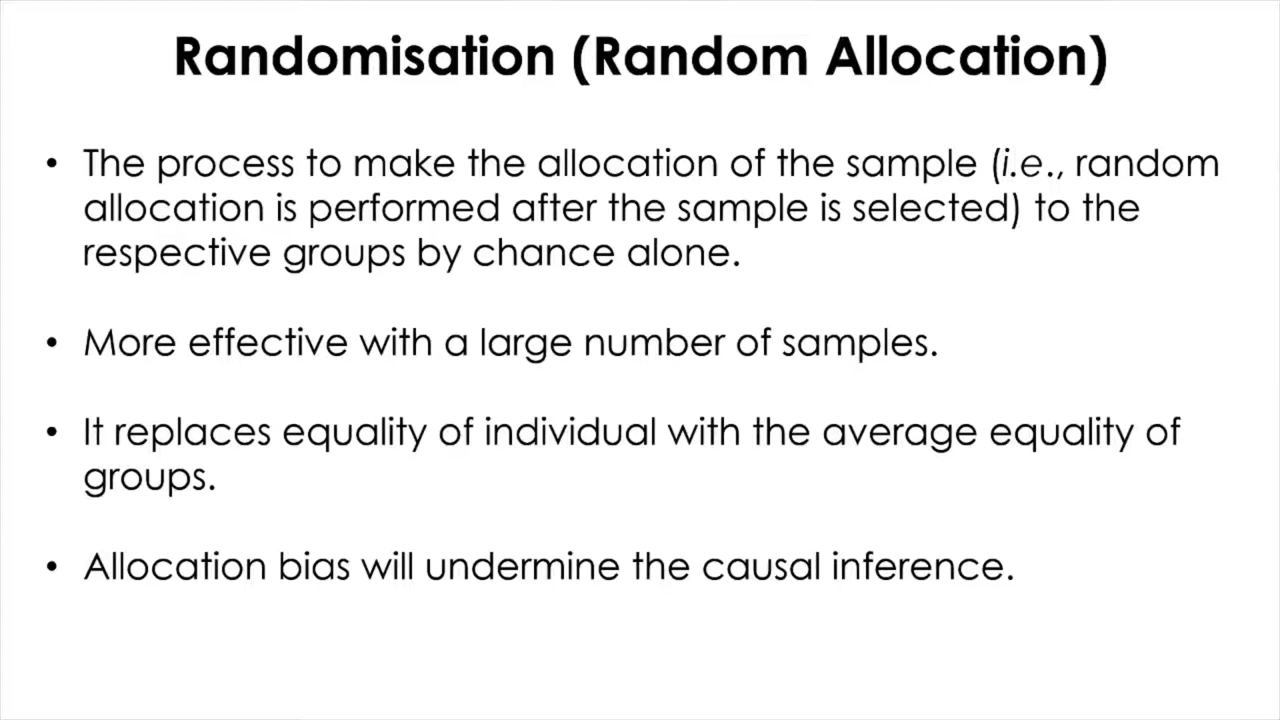 Randomisation (Random Allocation)
• The process to make the allocation of the sample (i.e., random
allocation is performed after the sample is selected) to the
respective groups by chance alone.
• More effective with a large number of samples.
• It replaces equality of individual with the average equality of
groups.
• Allocation bias will undermine the causal inference.